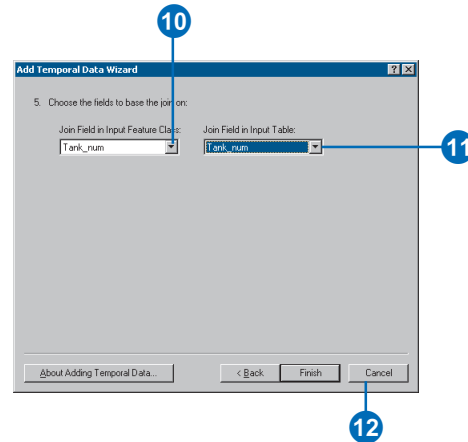 10
Add Temporal Data Wizard
5. Choose the fields to base the join on:
Join Field in Input Feature Class: Join Field in Input Table:
Tank_num Tank_num
11
About Adding Temporal Data... < Back Finish Cancel
12